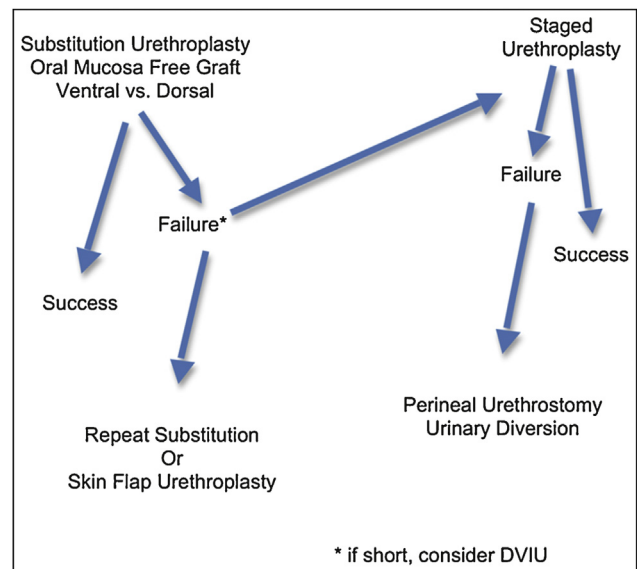 Substitution Urethroplasty
Oral Mucosa Free Graft
Ventral vs. Dorsal
Staged
Urethroplasty
Failure*
Failure
Success
Success
Repeat Substitution
Or
Skin Flap Urethroplasty
Perineal Urethrostomy
Urinary Diversion
* if short, consider DVIU